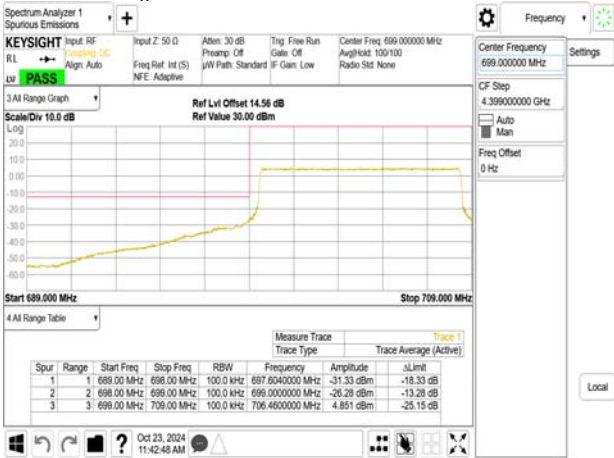 Spectrum Analyzer 1
Spurious Emissions
Frequency
KEYSIGHT
RL
LXI
PASS
Input: RF
Coupling: DC
Align: Auto
Input Z: 50 Ω
Freq Ref: Int (S)
NFE: Adaptive
Atten: 30 dB
Preamp: Off
µW Path: Standard
Trig: Free Run
Gate: Off
IF Gain: Low
Center Freq: 699.000000 MHz
Avg|Hold: 100/100
Radio Std: None
Center Frequency
699.000000 MHz
Settings
CF Step
4.399000000 GHz
Auto
Man
Freq Offset
0 Hz
Local
3 All Range Graph
Scale/Div 10.0 dB
Ref Lvl Offset 14.56 dB
Ref Value 30.00 dBm
Log
20.0
10.0
0.00
-10.0
-20.0
-30.0
-40.0
-50.0
-60.0
Start 689.000 MHz
Stop 709.000 MHz
4 All Range Table
Measure Trace Trace 1
Trace Type Trace Average (Active)
Spur Range Start Freq Stop Freq RBW Frequency Amplitude ΔLimit
1 1 689.00 MHz 698.00 MHz 100.0 kHz 697.6040000 MHz -31.33 dBm -18.33 dB
2 2 698.00 MHz 699.00 MHz 100.0 kHz 699.0000000 MHz -26.28 dBm -13.28 dB
3 3 699.00 MHz 709.00 MHz 100.0 kHz 706.4600000 MHz 4.851 dBm -25.15 dB
Oct 23, 2024
11:42:48 AM